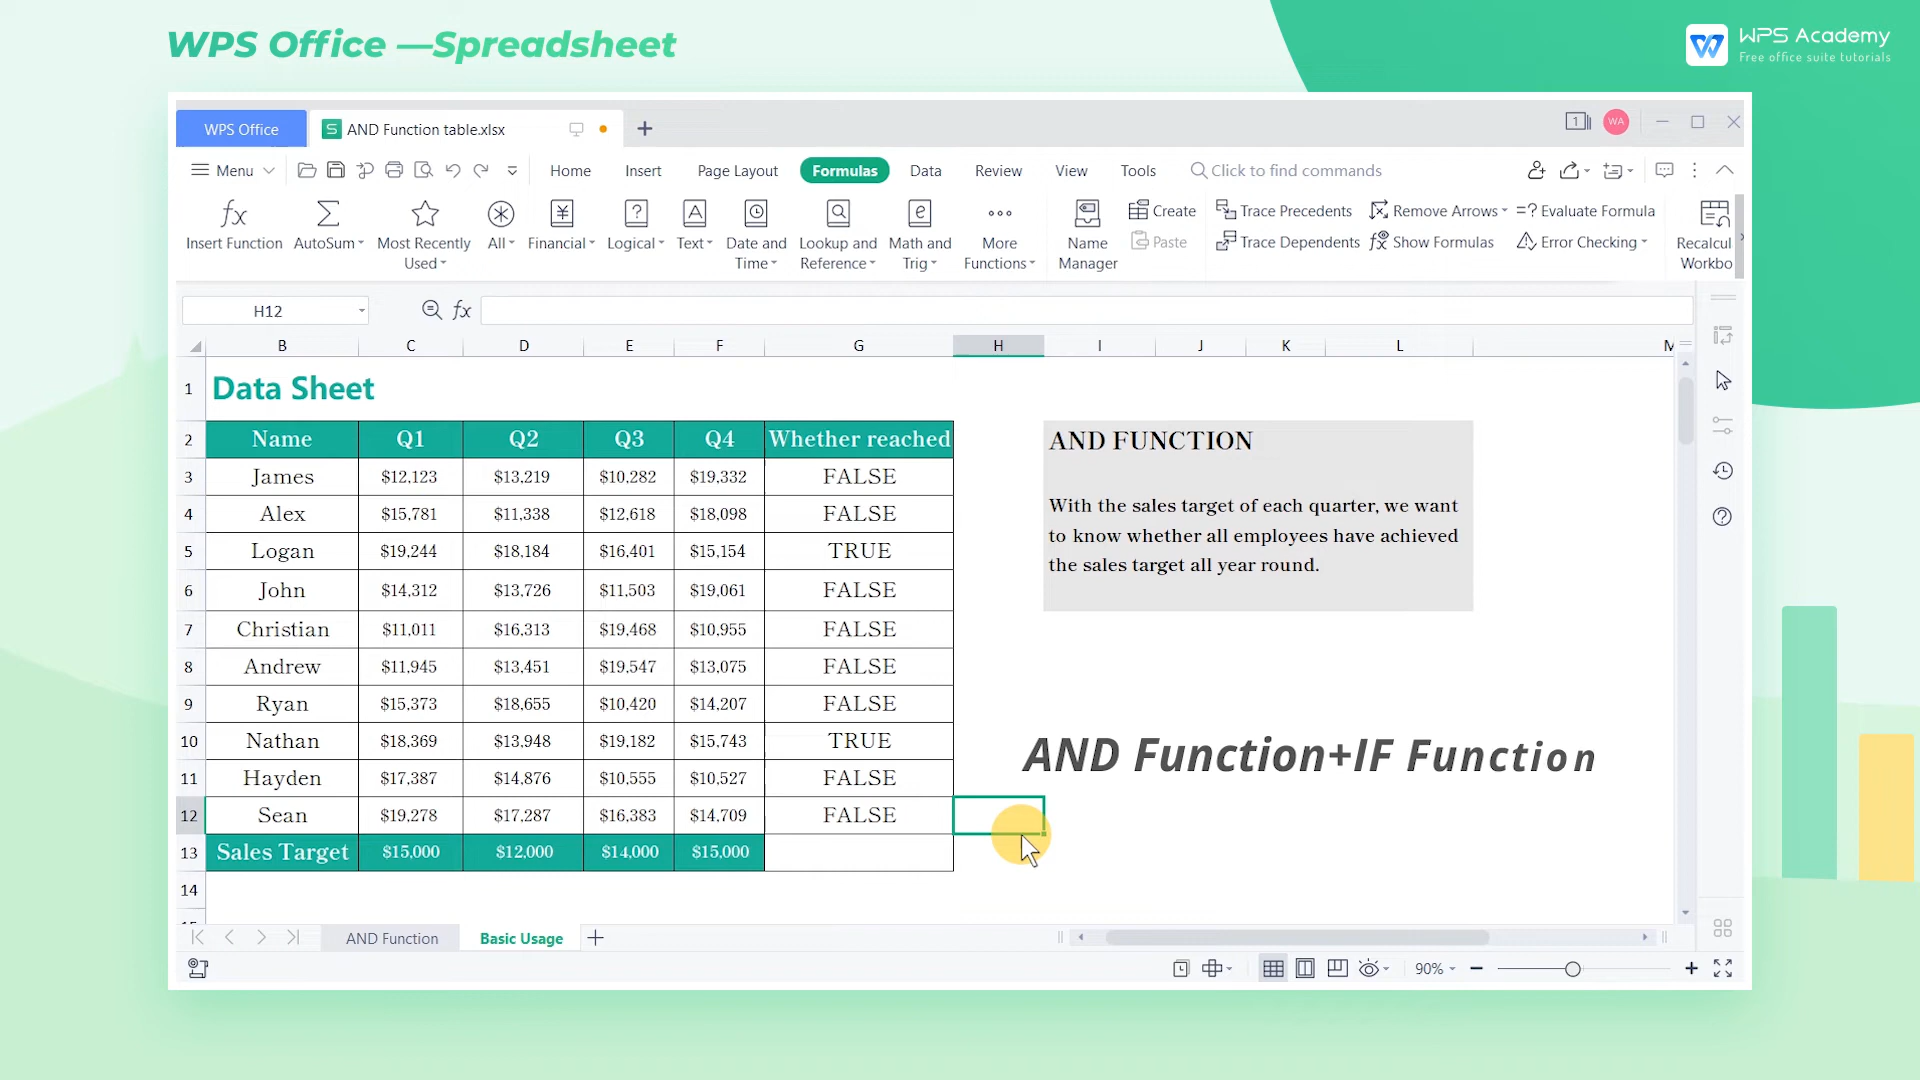 WPS Office —Spreadsheet
WPS Academy
Free office suite tutorials
WPS Office
AND Function table.xlsx
1
WA
Menu
Home
Insert
Page Layout
Formulas
Data
Review
View
Tools
Click to find commands
Insert Function
AutoSum
Most Recently
Used
All
Financial
Logical
Text
Date and
Time
Lookup and
Reference
Math and
Trig
More
Functions
Name
Manager
Create
Paste
Trace Precedents
Trace Dependents
Remove Arrows
Show Formulas
Evaluate Formula
Error Checking
Recalcul
Workbo
H12
fx
B C D E F G H I J K L M
1 Data Sheet
2 Name Q1 Q2 Q3 Q4 Whether reached
3 James $12,123 $13,219 $10,282 $19,332 FALSE
4 Alex $15,781 $11,338 $12,618 $18,098 FALSE
5 Logan $19,244 $18,184 $16,401 $15,154 TRUE
6 John $14,312 $13,726 $11,503 $19,061 FALSE
7 Christian $11,011 $16,313 $19,468 $10,955 FALSE
8 Andrew $11,945 $13,451 $19,547 $13,075 FALSE
9 Ryan $15,373 $18,655 $10,420 $14,207 FALSE
10 Nathan $18,369 $13,948 $19,182 $15,743 TRUE
11 Hayden $17,387 $14,876 $10,555 $10,527 FALSE
12 Sean $19,278 $17,287 $16,383 $14,709 FALSE
13 Sales Target $15,000 $12,000 $14,000 $15,000
14
AND FUNCTION
With the sales target of each quarter, we want
to know whether all employees have achieved
the sales target all year round.
AND Function+IF Function
AND Function
Basic Usage
90%